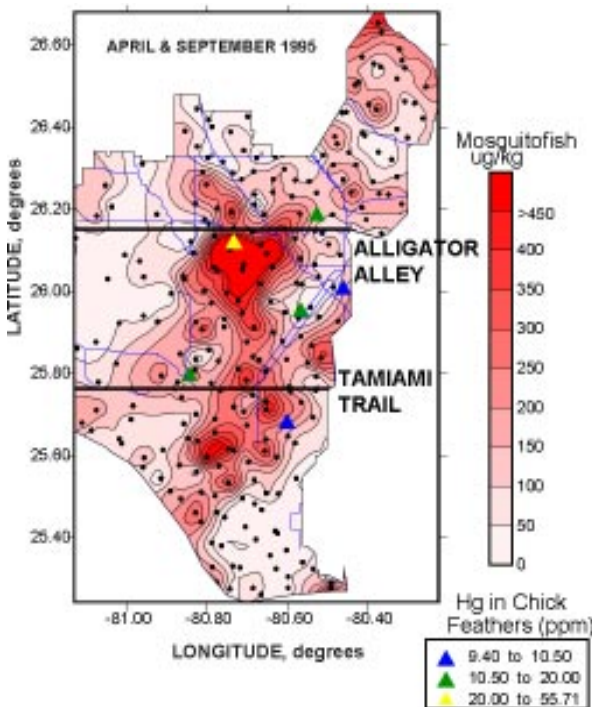 APRIL & SEPTEMBER 1995
26.60
26.40
26.20
26.00
25.80
25.60
25.40
LATITUDE, degrees
-81.00 -80.80 -80.60 -80.40
LONGITUDE, degrees
ALLIGATOR
ALLEY
TAMIAMI
TRAIL
Mosquitofish
ug/kg
>450
400
350
300
250
200
150
100
50
0
Hg in Chick
Feathers (ppm)
9.40 to 10.50
10.50 to 20.00
20.00 to 55.71